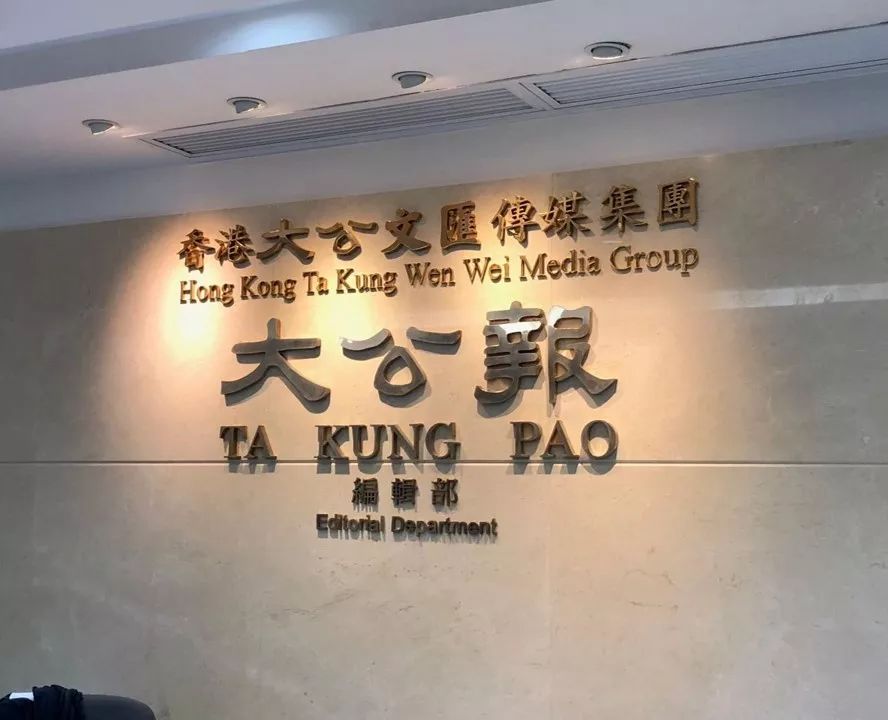 香港大公文匯傳媒集團
Hong Kong Ta Kung Wen Wei Media Group
大公報
TA KUNG PAO
編輯部
Editorial Department